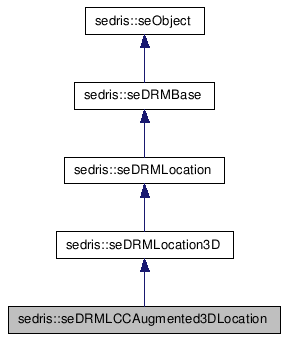 sedris::seObject
sedris::seDRMBase
sedris::seDRMLocation
sedris::seDRMLocation3D
sedris::seDRMLCCAugmented3DLocation